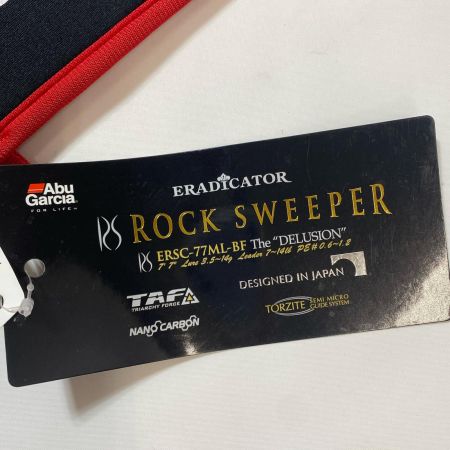 Abu
Garcia
FOR LIFE
ERADICATOR
RS ROCK SWEEPER
RS ERSC-77ML-BF The "DELUSION"
7'7" Lure 3.5~14g Leader 7~14lb PE#0.6~1.2
DESIGNED IN JAPAN
TAF
TRIARCHY FORCE
NANO CARBON
TORZITE SEMI MICRO
GUIDE SYSTEM